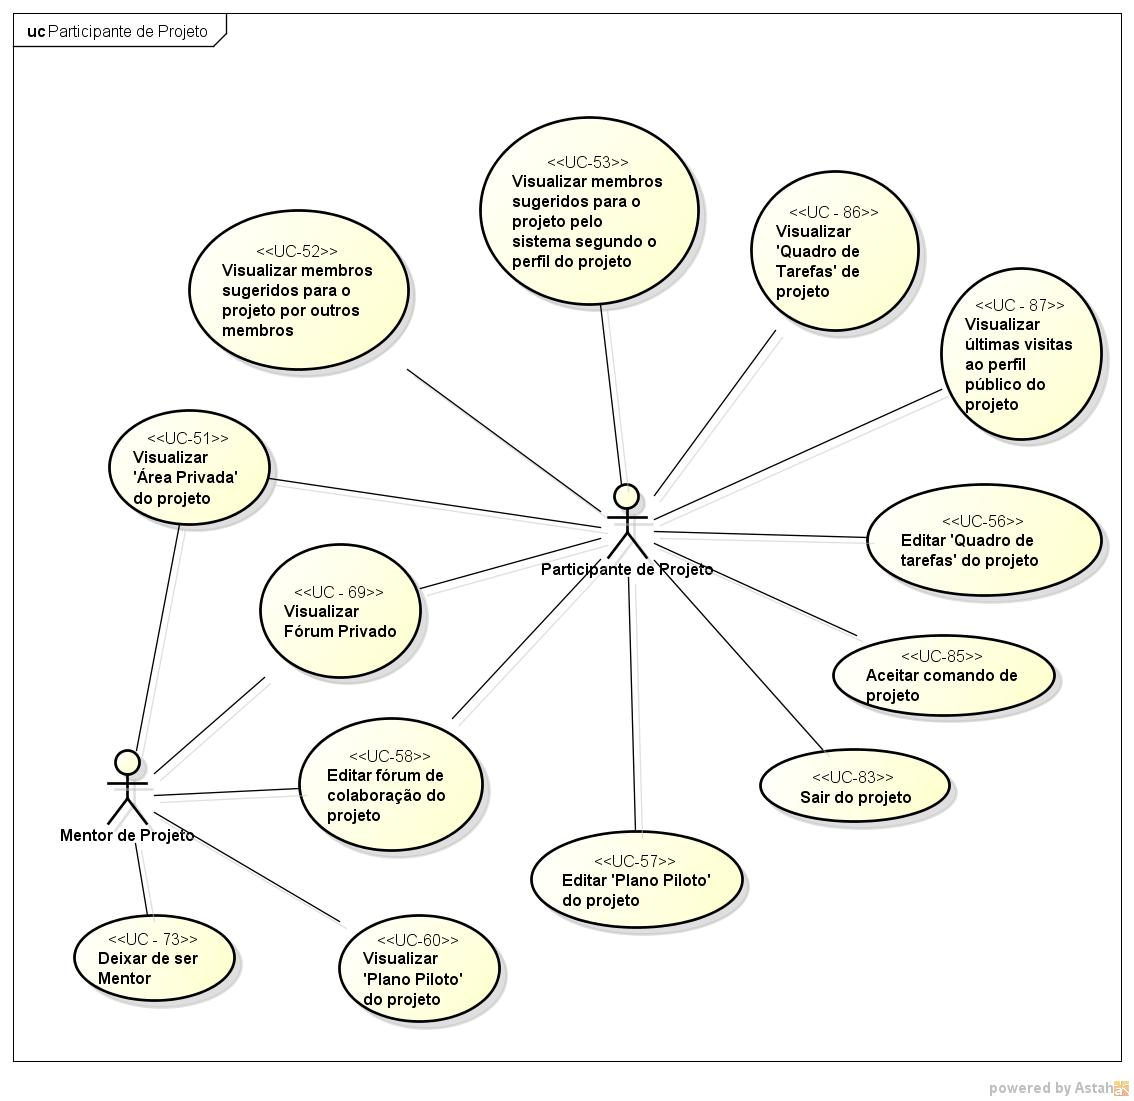 uc Participante de Projeto
<<UC-53>>
Visualizar membros
sugeridos para o
projeto pelo
sistema segundo o
perfil do projeto
<<UC - 86>>
Visualizar
'Quadro de
Tarefas' de
projeto
<<UC-52>>
Visualizar membros
sugeridos para o
projeto por outros
membros
<<UC - 87>>
Visualizar
últimas visitas
ao perfil
público do
projeto
<<UC-51>>
Visualizar
'Área Privada'
do projeto
<<UC-56>>
Editar 'Quadro de
tarefas' do projeto
Participante de Projeto
<<UC - 69>>
Visualizar
Fórum Privado
<<UC-85>>
Aceitar comando de
projeto
<<UC-58>>
Editar fórum de
colaboração do
projeto
<<UC-83>>
Sair do projeto
Mentor de Projeto
<<UC-57>>
Editar 'Plano Piloto'
do projeto
<<UC - 73>>
Deixar de ser
Mentor
<<UC-60>>
Visualizar
'Plano Piloto'
do projeto
powered by Astah